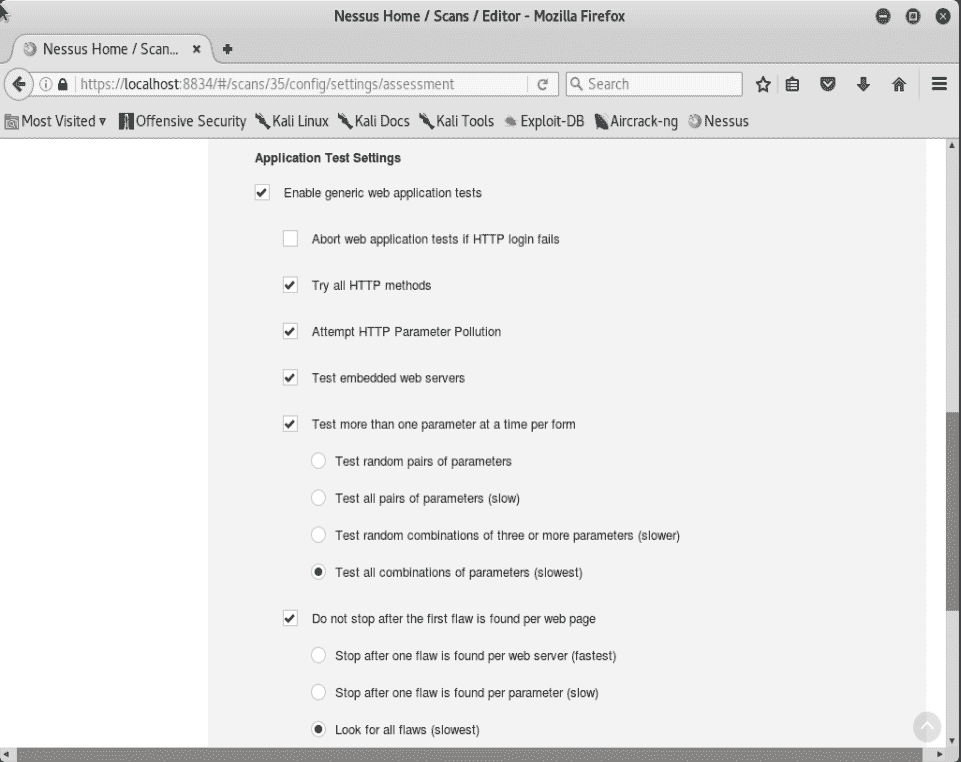 Nessus Home / Scans / Editor - Mozilla Firefox
Nessus Home / Scan...
https://localhost:8834/#/scans/35/config/settings/assessment
Search
Most Visited
Offensive Security
Kali Linux
Kali Docs
Kali Tools
Exploit-DB
Aircrack-ng
Nessus
Application Test Settings
Enable generic web application tests
Abort web application tests if HTTP login fails
Try all HTTP methods
Attempt HTTP Parameter Pollution
Test embedded web servers
Test more than one parameter at a time per form
Test random pairs of parameters
Test all pairs of parameters (slow)
Test random combinations of three or more parameters (slower)
Test all combinations of parameters (slowest)
Do not stop after the first flaw is found per web page
Stop after one flaw is found per web server (fastest)
Stop after one flaw is found per parameter (slow)
Look for all flaws (slowest)